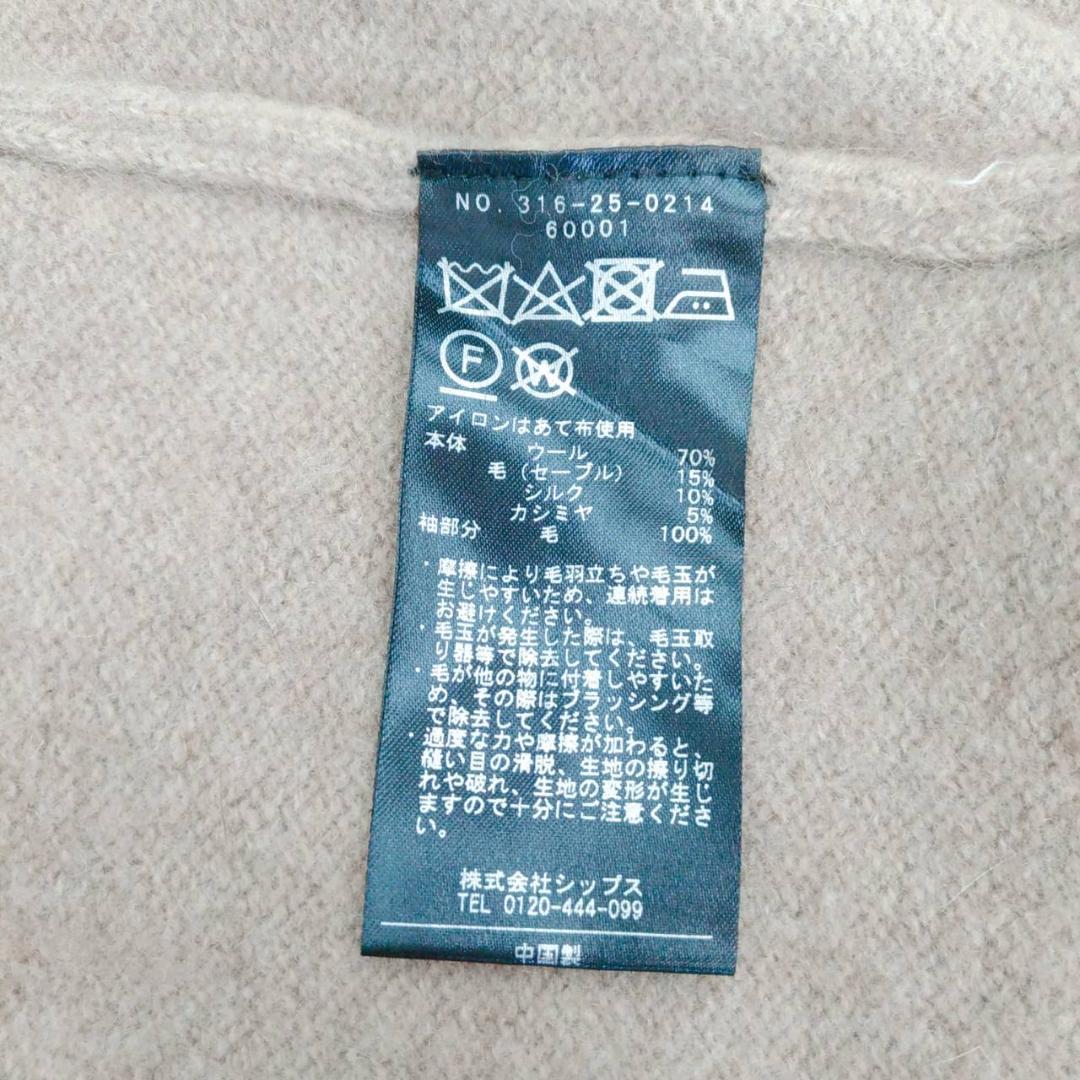 NO. 316-25-0214
60001
F W
アイロンはあて布使用
本体 ウール 70%
毛(セーブル) 15%
シルク 10%
カシミヤ 5%
袖部分 毛 100%
・摩擦により毛羽立ちや毛玉が
生じやすいため、連続着用は
お避けください。
・毛玉が発生した際は、毛玉取
り器等で除去してください。
・毛が他の物に付着しやすいた
め、その際はブラッシング等
で除去してください。
・過度な力や摩擦が加わると、
縫い目の滑脱、生地の擦り切
れや破れ、生地の変形が生じ
ますので十分にご注意くださ
い。
株式会社シップス
TEL 0120-444-099
中国製